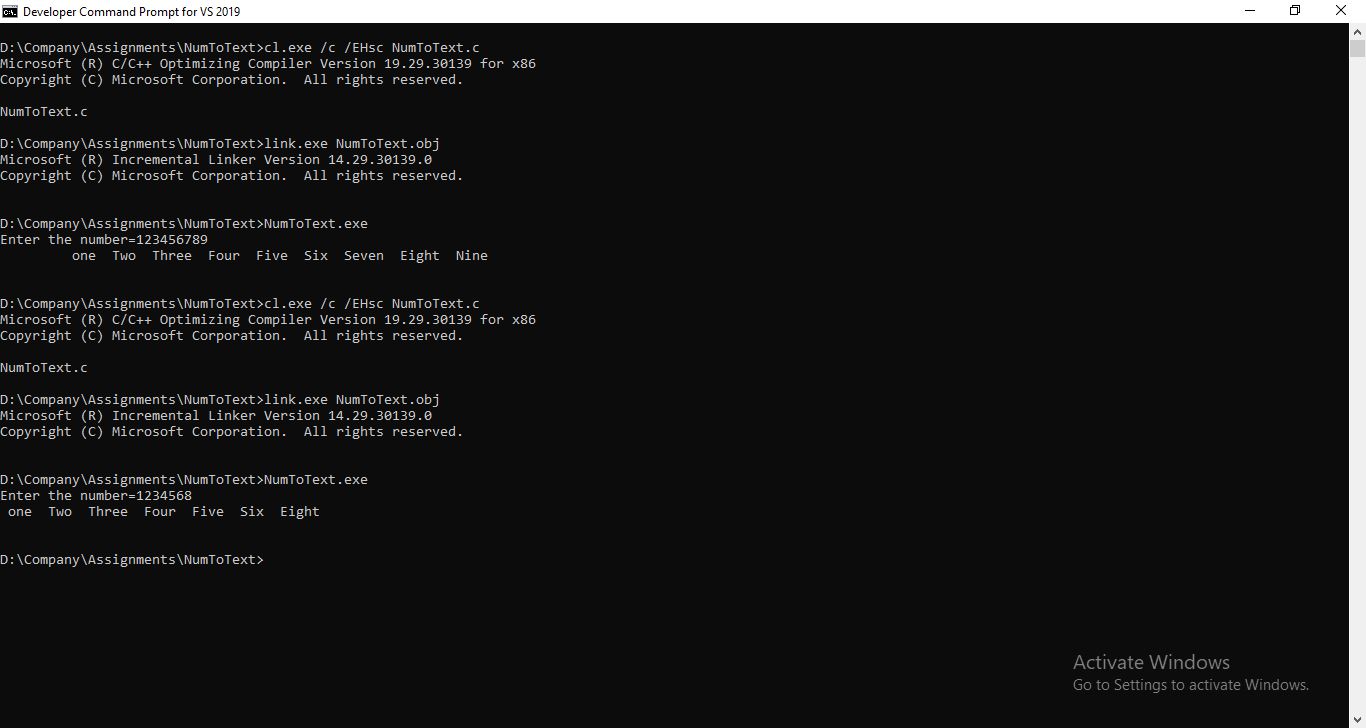 Developer Command Prompt for VS 2019
D:\Company\Assignments\NumToText>cl.exe /c /EHsc NumToText.c
Microsoft (R) C/C++ Optimizing Compiler Version 19.29.30139 for x86
Copyright (C) Microsoft Corporation.  All rights reserved.
NumToText.c
D:\Company\Assignments\NumToText>link.exe NumToText.obj
Microsoft (R) Incremental Linker Version 14.29.30139.0
Copyright (C) Microsoft Corporation.  All rights reserved.
D:\Company\Assignments\NumToText>NumToText.exe
Enter the number=123456789
one  Two  Three  Four  Five  Six  Seven  Eight  Nine
D:\Company\Assignments\NumToText>cl.exe /c /EHsc NumToText.c
Microsoft (R) C/C++ Optimizing Compiler Version 19.29.30139 for x86
Copyright (C) Microsoft Corporation.  All rights reserved.
NumToText.c
D:\Company\Assignments\NumToText>link.exe NumToText.obj
Microsoft (R) Incremental Linker Version 14.29.30139.0
Copyright (C) Microsoft Corporation.  All rights reserved.
D:\Company\Assignments\NumToText>NumToText.exe
Enter the number=1234568
one  Two  Three  Four  Five  Six  Eight
D:\Company\Assignments\NumToText>
Activate Windows
Go to Settings to activate Windows.